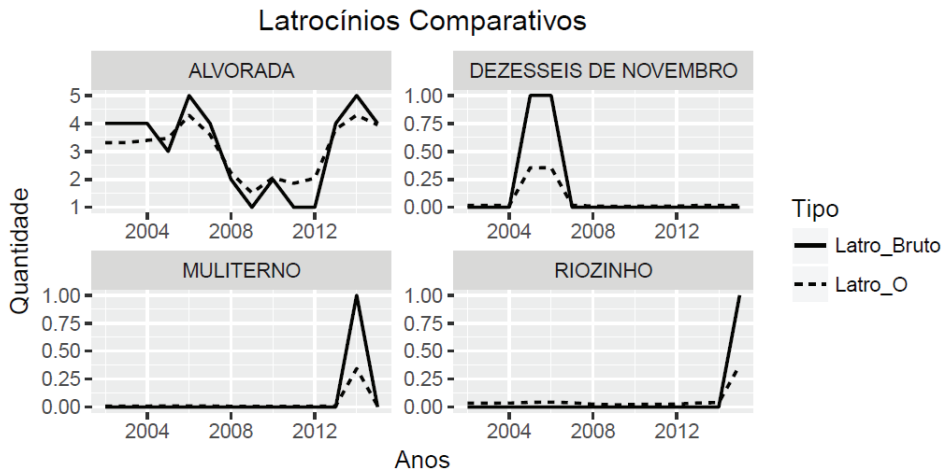 Latrocínios Comparativos
ALVORADA
DEZESSEIS DE NOVEMBRO
5
4
3
2
1
1.00
0.75
0.50
0.25
0.00
2004 2008 2012
2004 2008 2012
MULITERNO
RIOZINHO
1.00
0.75
0.50
0.25
0.00
1.00
0.75
0.50
0.25
0.00
2004 2008 2012
2004 2008 2012
Quantidade
Anos
Tipo
Latro_Bruto
Latro_O